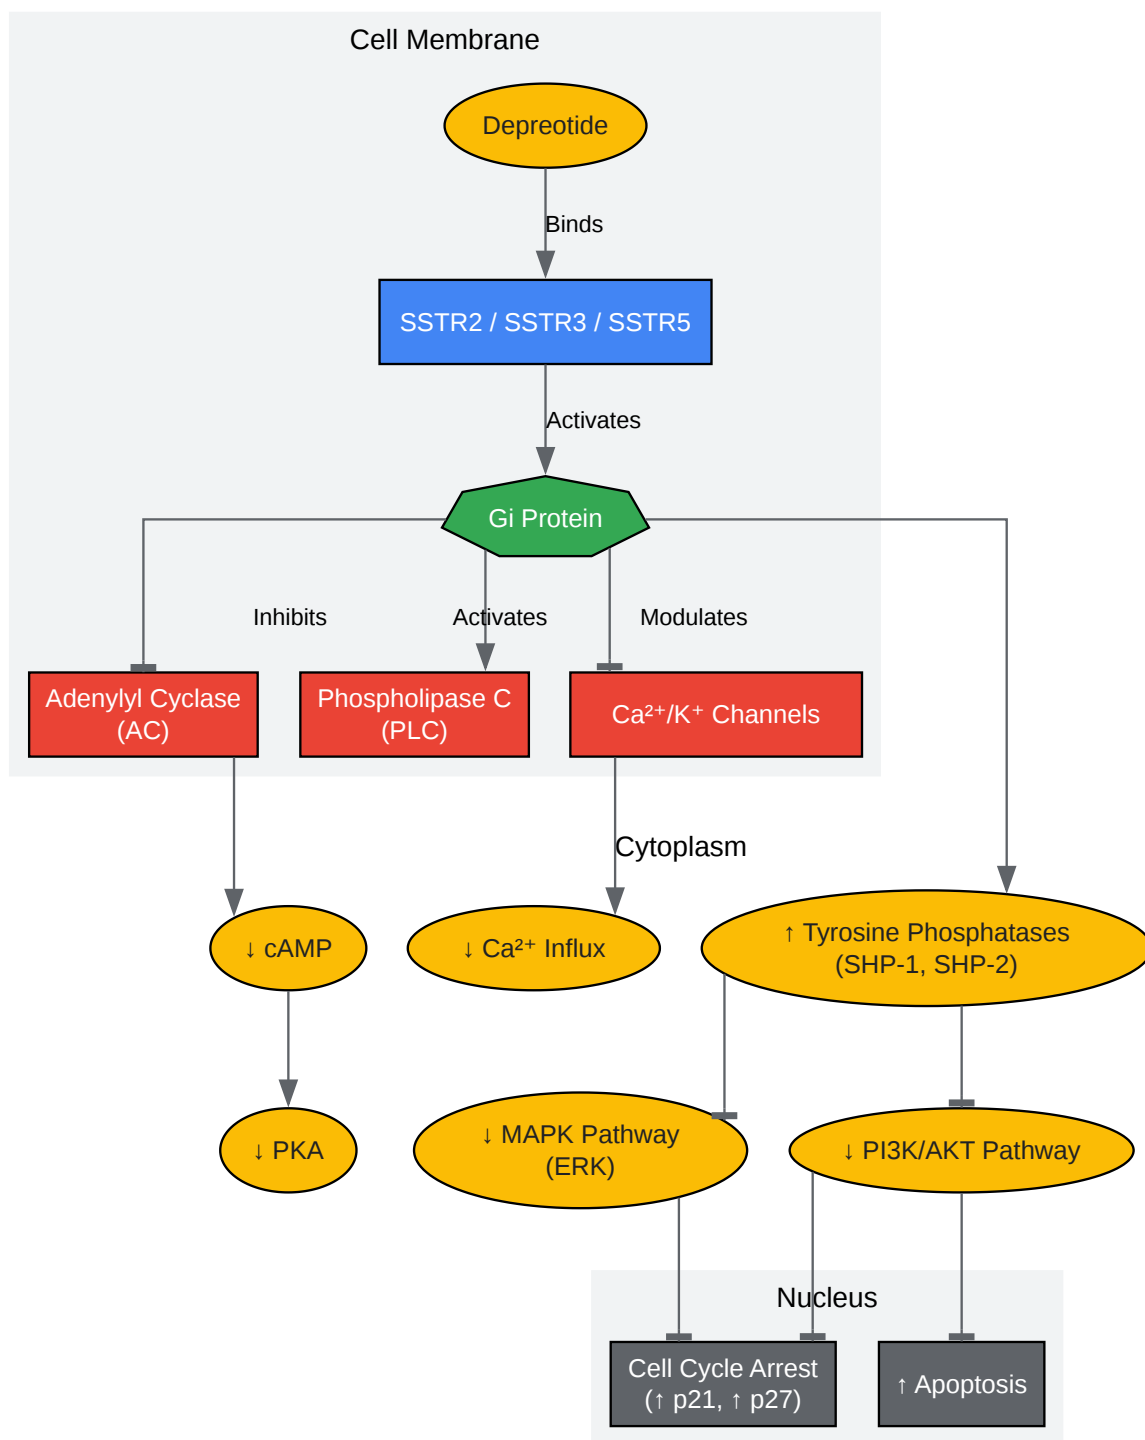 Cell Membrane
Depreotide
Binds
SSTR2 / SSTR3 / SSTR5
Activates
Gi Protein
Inhibits
Activates
Modulates
Adenylyl Cyclase
(AC)
Phospholipase C
(PLC)
Ca²⁺/K⁺ Channels
Cytoplasm
↓ cAMP
↓ Ca²⁺ Influx
↑ Tyrosine Phosphatases
(SHP-1, SHP-2)
↓ PKA
↓ MAPK Pathway
(ERK)
↓ PI3K/AKT Pathway
Nucleus
Cell Cycle Arrest
(↑ p21, ↑ p27)
↑ Apoptosis